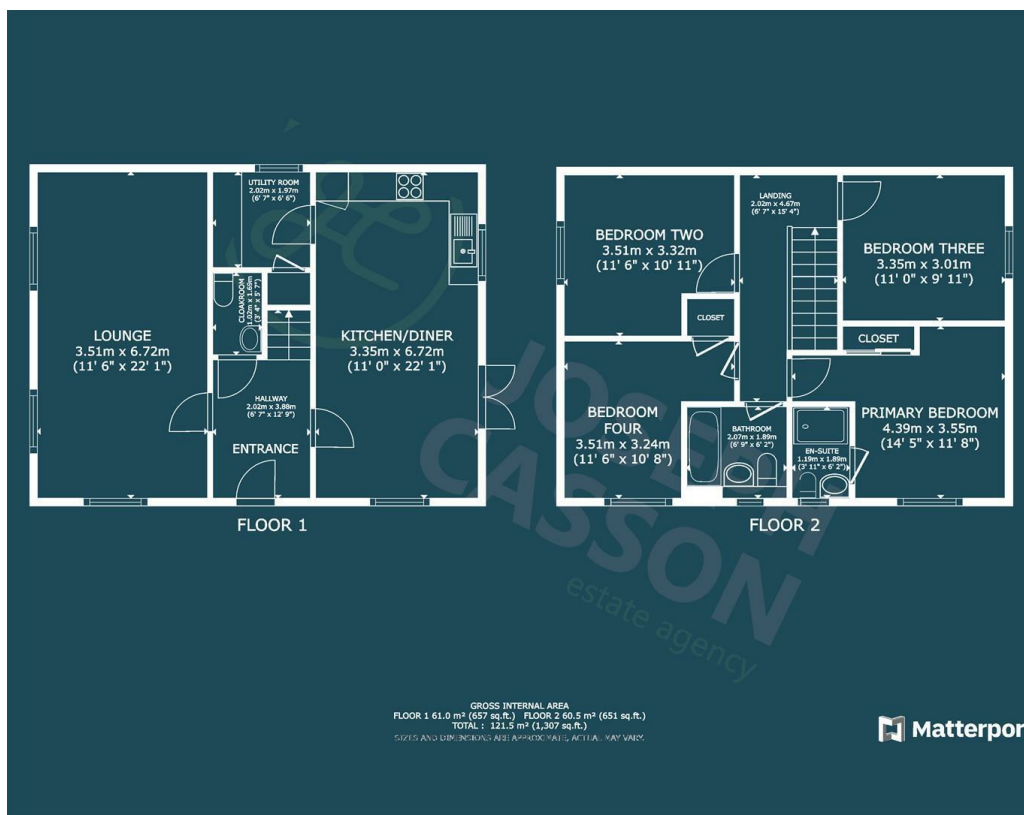 UTILITY ROOM
2.02m x 1.97m
(6' 7" x 6' 6")
CLOAKROOM
1.02m x 1.69m
(3' 4" x 5' 7")
LOUNGE
3.51m x 6.72m
(11' 6" x 22' 1")
KITCHEN/DINER
3.35m x 6.72m
(11' 0" x 22' 1")
HALLWAY
2.02m x 3.88m
(6' 7" x 12' 9")
ENTRANCE
FLOOR 1
LANDING
2.02m x 4.67m
(6' 7" x 15' 4")
BEDROOM TWO
3.51m x 3.32m
(11' 6" x 10' 11")
BEDROOM THREE
3.35m x 3.01m
(11' 0" x 9' 11")
CLOSET
CLOSET
BEDROOM
FOUR
3.51m x 3.24m
(11' 6" x 10' 8")
BATHROOM
2.07m x 1.89m
(6' 9" x 6' 2")
EN-SUITE
1.19m x 1.89m
(3' 11" x 6' 2")
PRIMARY BEDROOM
4.39m x 3.55m
(14' 5" x 11' 8")
FLOOR 2
JOSEPH
CASSON
estate agency
GROSS INTERNAL AREA
FLOOR 1 61.0 m² (657 sq.ft.) FLOOR 2 60.5 m² (651 sq.ft.)
TOTAL : 121.5 m² (1,307 sq.ft.)
SIZES AND DIMENSIONS ARE APPROXIMATE, ACTUAL MAY VARY.
Matterpor